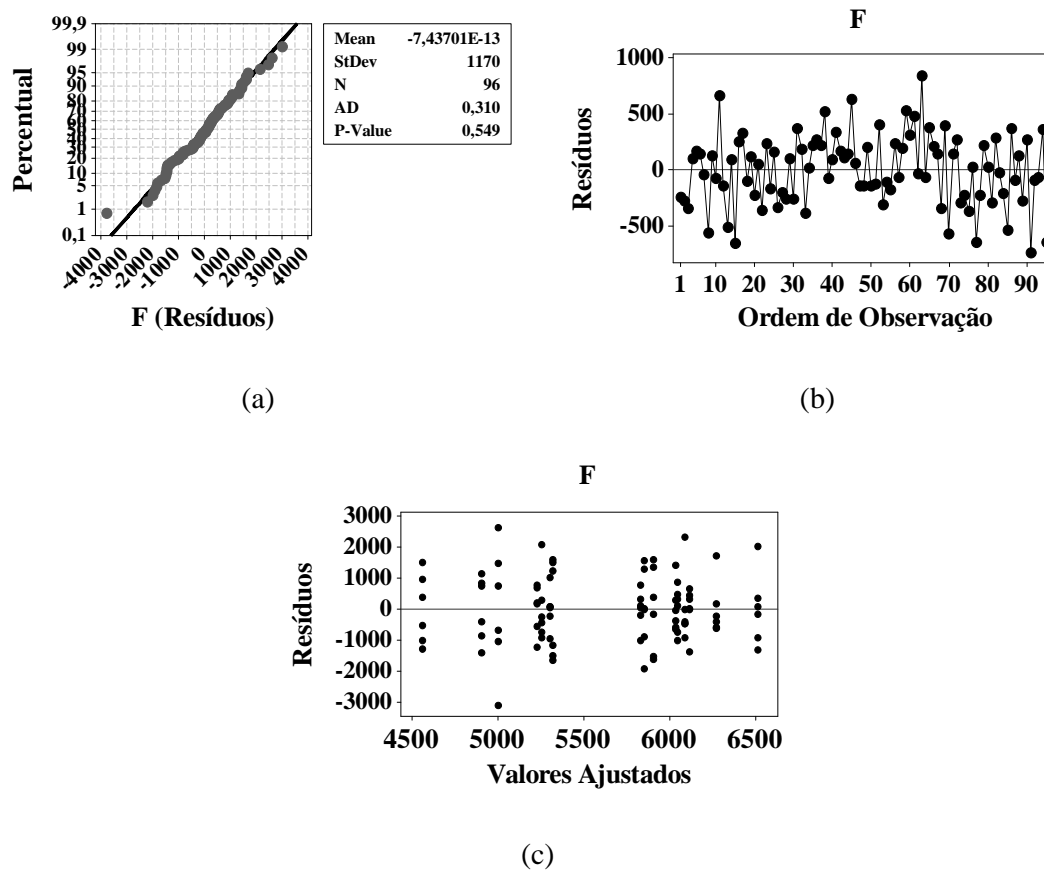 99,9
99
95
90
80
70
60
50
40
30
20
10
5
1
0,1
Percentual
-4000
-3000
-2000
-1000
0
1000
2000
3000
4000
F (Resíduos)
Mean -7,43701E-13
StDev 1170
N 96
AD 0,310
P-Value 0,549
(a)
F
1000
500
0
-500
Resíduos
1 10 20 30 40 50 60 70 80 90
Ordem de Observação
(b)
F
3000
2000
1000
0
-1000
-2000
-3000
Resíduos
4500 5000 5500 6000 6500
Valores Ajustados
(c)